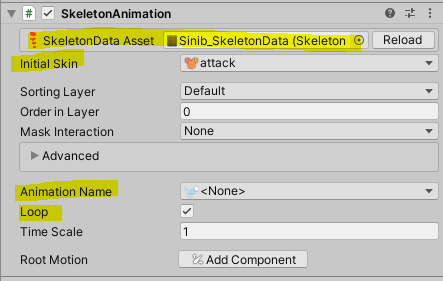 SkeletonAnimation
SkeletonData Asset Sinib_SkeletonData (Skeleton Reload
Initial Skin attack
Sorting Layer Default
Order in Layer 0
Mask Interaction None
Advanced
Animation Name <None>
Loop
Time Scale 1
Root Motion Add Component